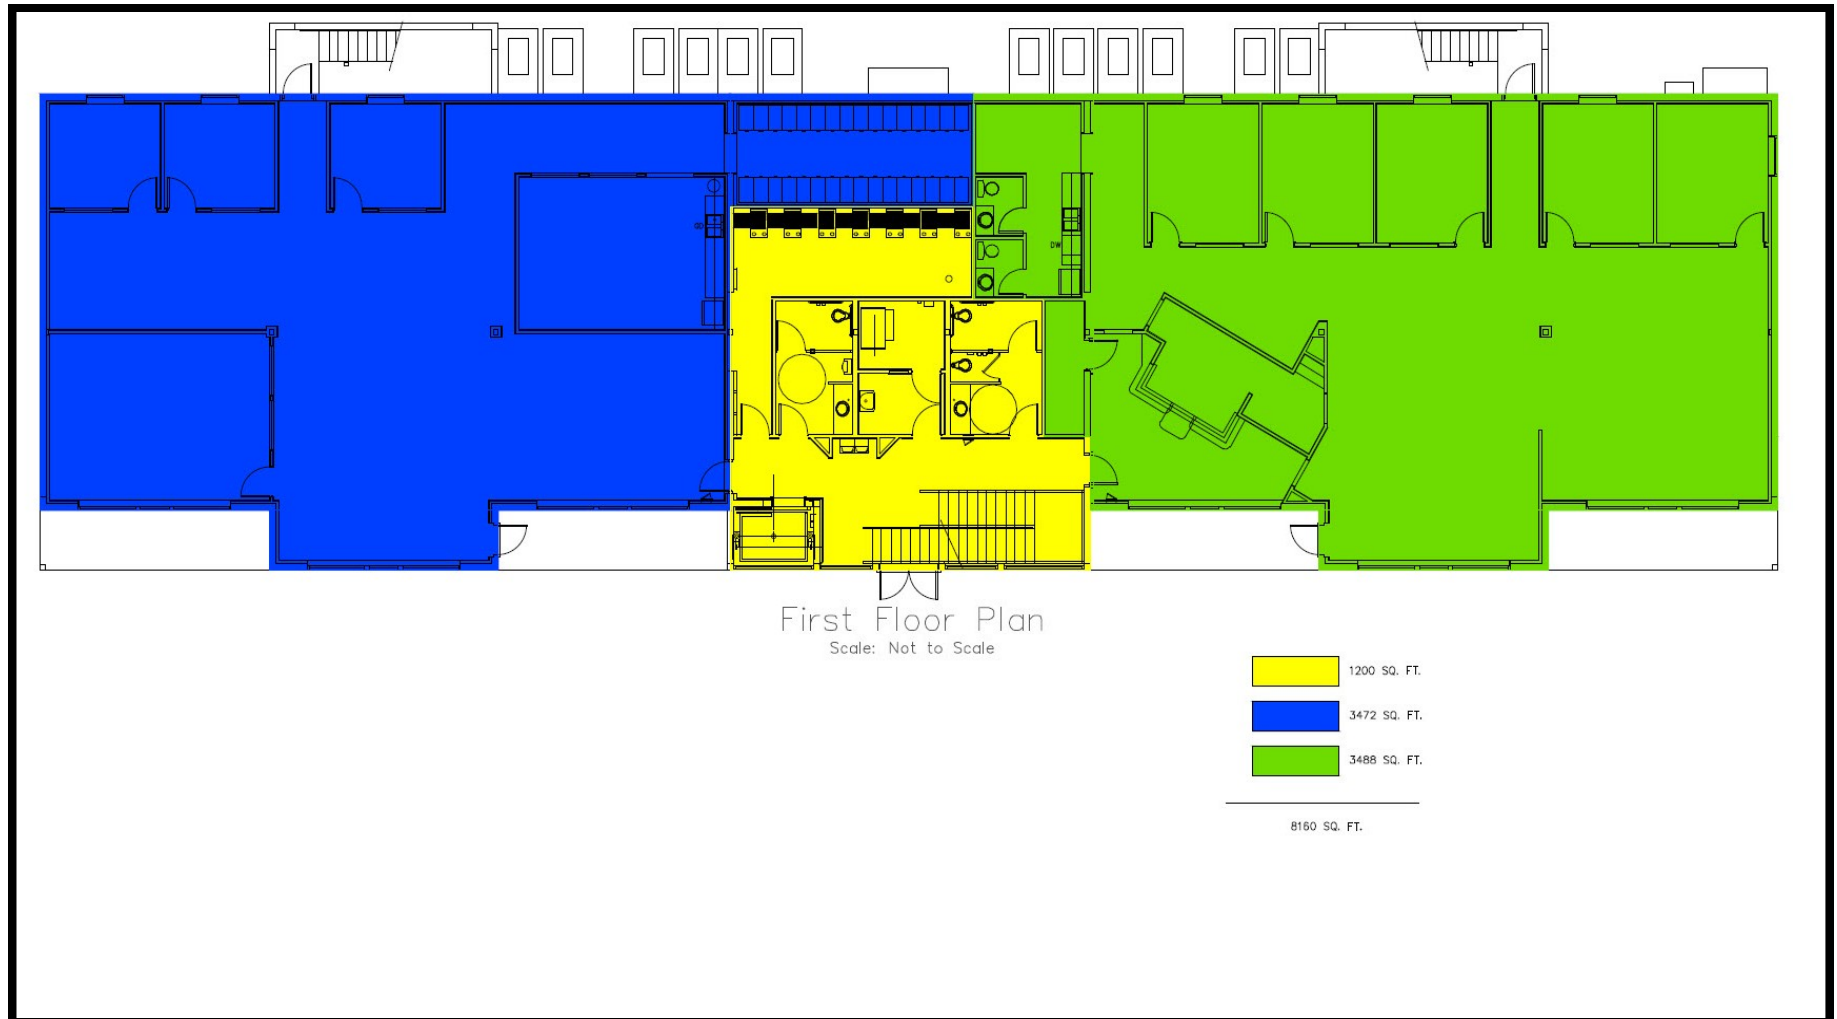 DW
First Floor Plan
Scale: Not to Scale
1200 SQ. FT.
3472 SQ. FT.
3488 SQ. FT.
8160 SQ. FT.